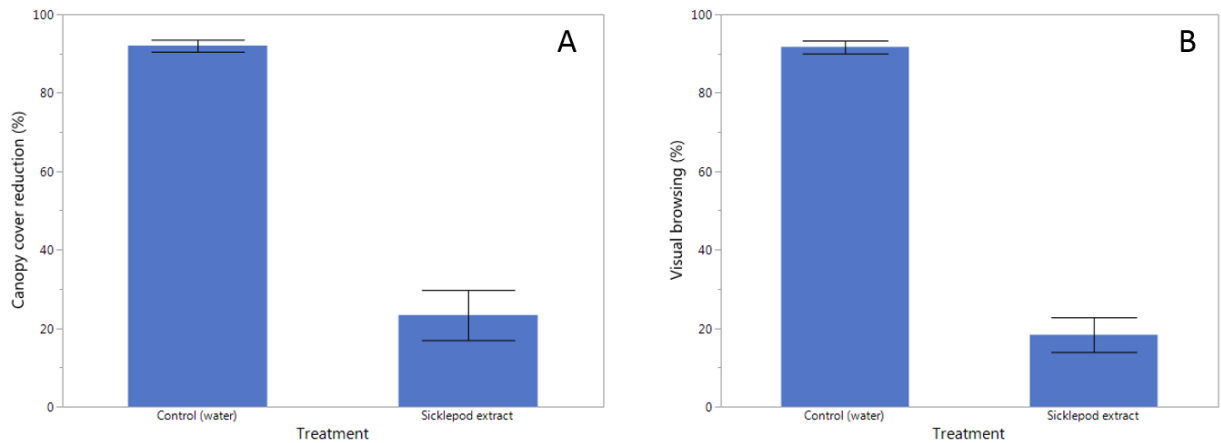 A
Canopy cover reduction (%)
100
80
60
40
20
0
Control (water)
Sicklepod extract
Treatment
B
Visual browsing (%)
100
80
60
40
20
0
Control (water)
Sicklepod extract
Treatment